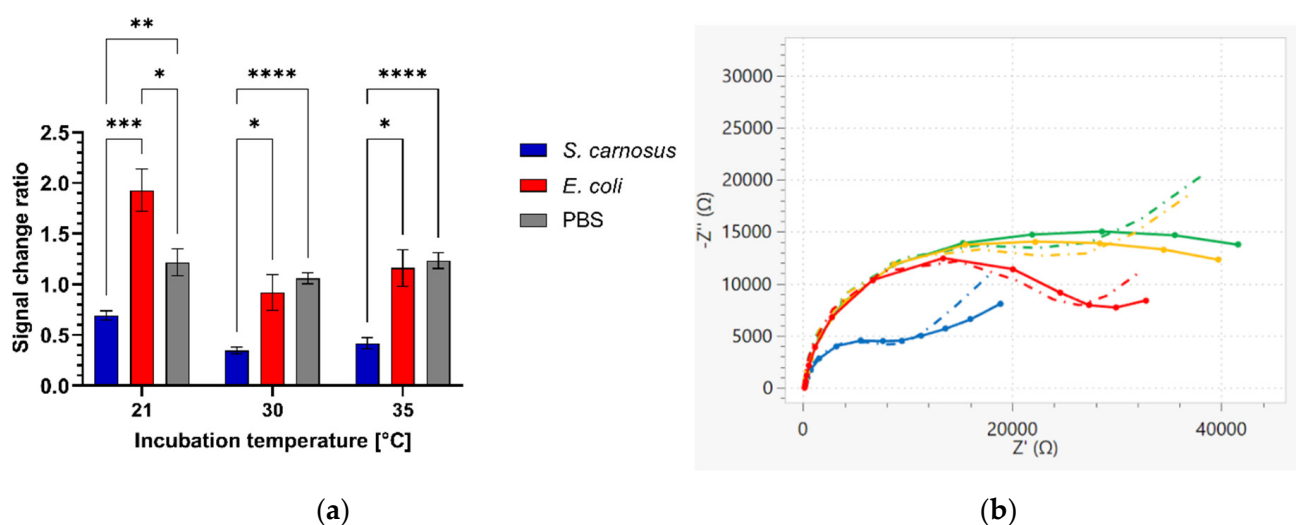 **
*
****
****
***
*
*
Signal change ratio
2.5
2.0
1.5
1.0
0.5
0.0
21
30
35
Incubation temperature [°C]
S. carnosus
E. coli
PBS
(a)
-Z'' (Ω)
30000
25000
20000
15000
10000
5000
0
0
20000
40000
Z' (Ω)
(b)